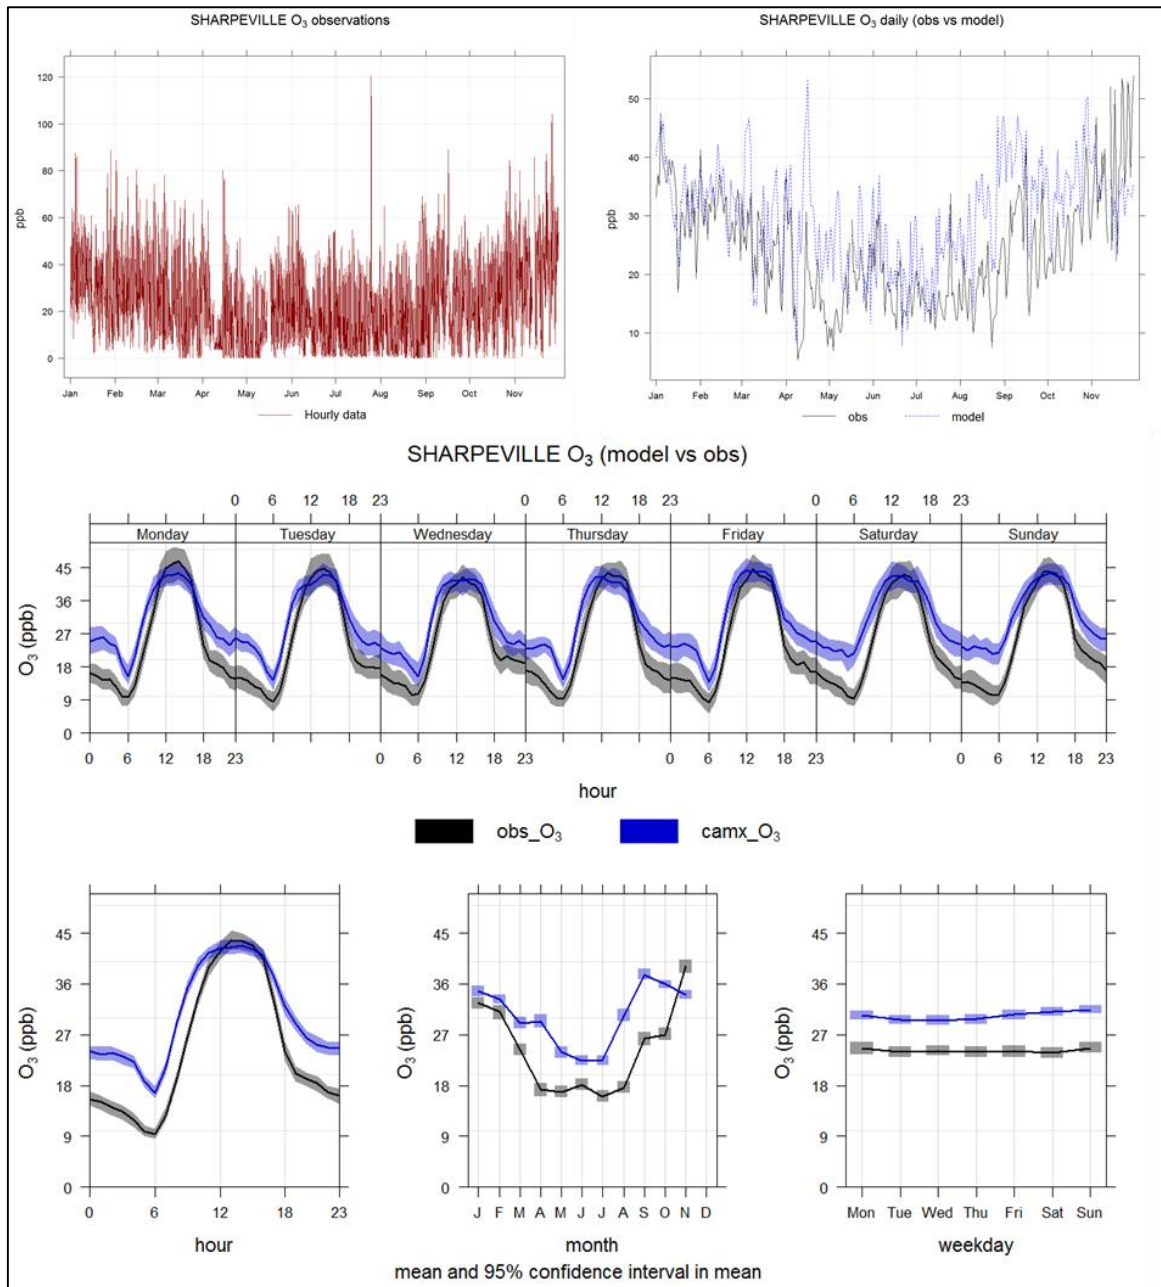 SHARPEVILLE O₃ observations
ppb
120
100
80
60
40
20
0
Jan Feb Mar Apr May Jun Jul Aug Sep Oct Nov
Hourly data
SHARPEVILLE O₃ daily (obs vs model)
ppb
50
40
30
20
10
Jan Feb Mar Apr May Jun Jul Aug Sep Oct Nov
obs model
SHARPEVILLE O₃ (model vs obs)
0 6 12 18 23 0 6 12 18 23 0 6 12 18 23
Monday Tuesday Wednesday Thursday Friday Saturday Sunday
O₃ (ppb)
45
36
27
18
9
0
0 6 12 18 23 0 6 12 18 23 0 6 12 18 23 0 6 12 18 23
hour
obs_O₃ camx_O₃
O₃ (ppb)
45
36
27
18
9
0
0 6 12 18 23
hour
O₃ (ppb)
45
36
27
18
9
0
J F M A M J J A S O N D
month
O₃ (ppb)
45
36
27
18
9
0
Mon Tue Wed Thu Fri Sat Sun
weekday
mean and 95% confidence interval in mean